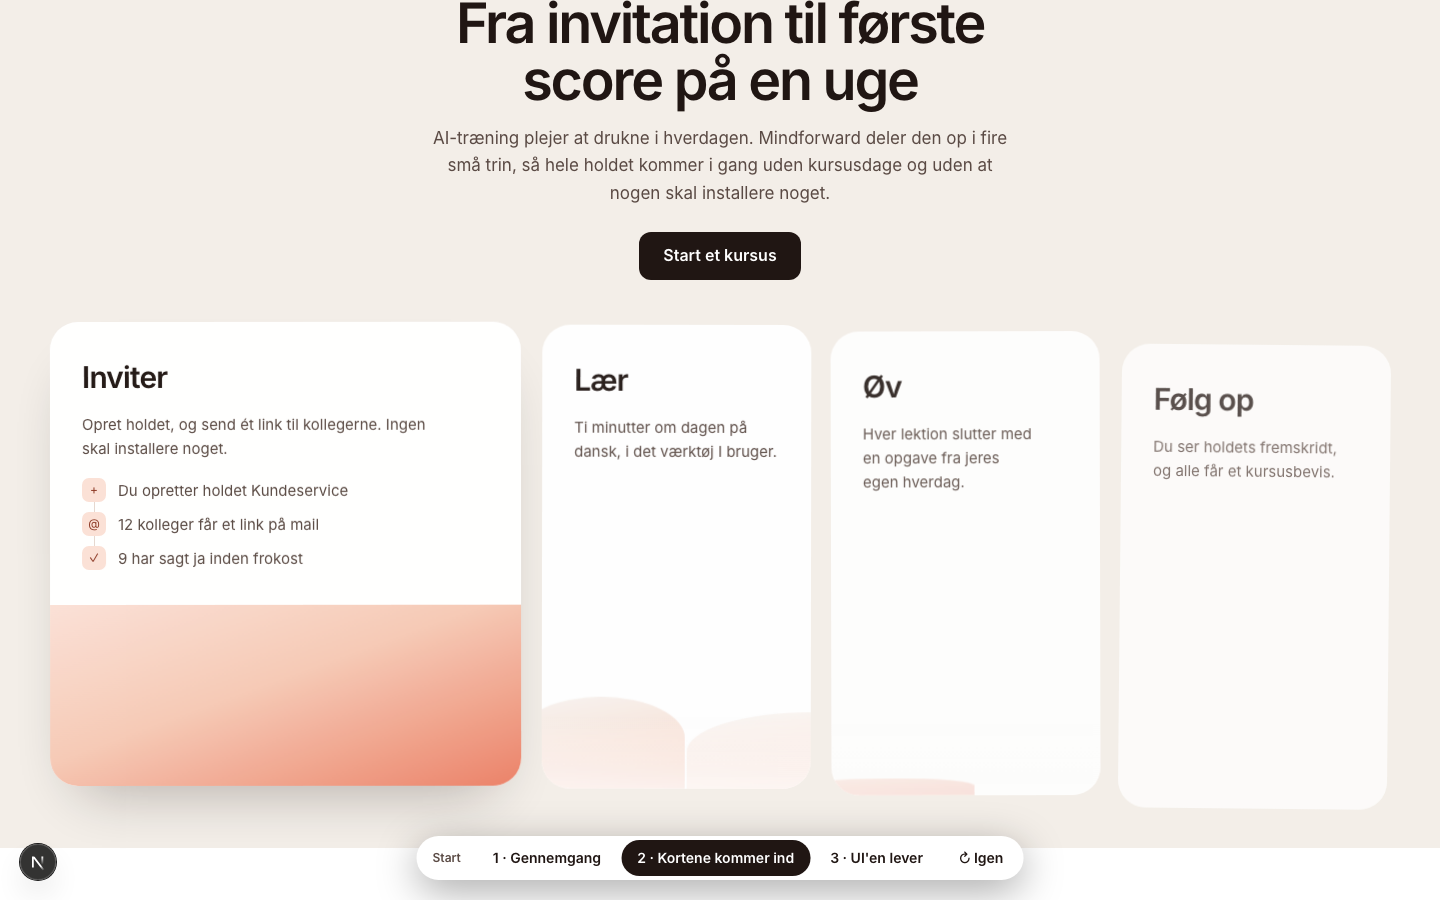 Fra invitation til første
score på en uge
AI-træning plejer at drukne i hverdagen. Mindforward deler den op i fire
små trin, så hele holdet kommer i gang uden kursusdage og uden at
nogen skal installere noget.
Start et kursus
Inviter
Opret holdet, og send ét link til kollegerne. Ingen
skal installere noget.
+ Du opretter holdet Kundeservice
@ 12 kolleger får et link på mail
✓ 9 har sagt ja inden frokost
Lær
Ti minutter om dagen på
dansk, i det værktøj I bruger.
Øv
Hver lektion slutter med
en opgave fra jeres
egen hverdag.
Følg op
Du ser holdets fremskridt,
og alle får et kursusbevis.
N
Start 1 · Gennemgang 2 · Kortene kommer ind 3 · UI'en lever ↻ Igen